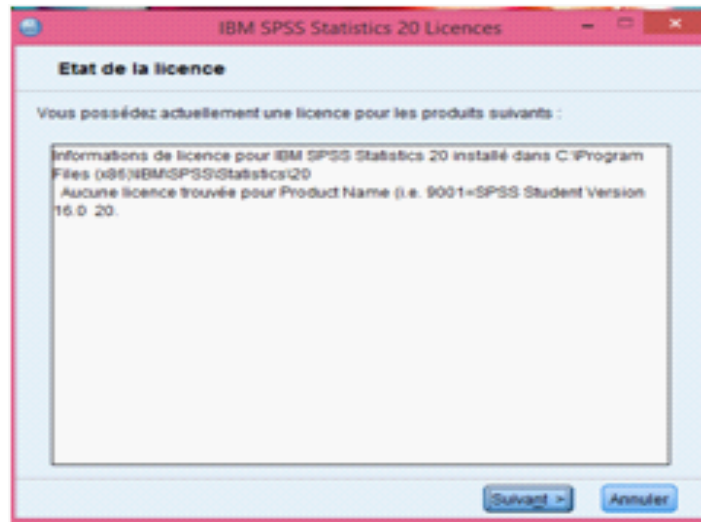 IBM SPSS Statistics 20 Licences
Etat de la licence
Vous possédez actuellement une licence pour les produits suivants :
Informations de licence pour IBM SPSS Statistics 20 installé dans C:\Program
Files (x86)\IBM\SPSS\Statistics\20
Aucune licence trouvée pour Product Name (i.e. 9001=SPSS Student Version
16.0 20.
Suivant >
Annuler